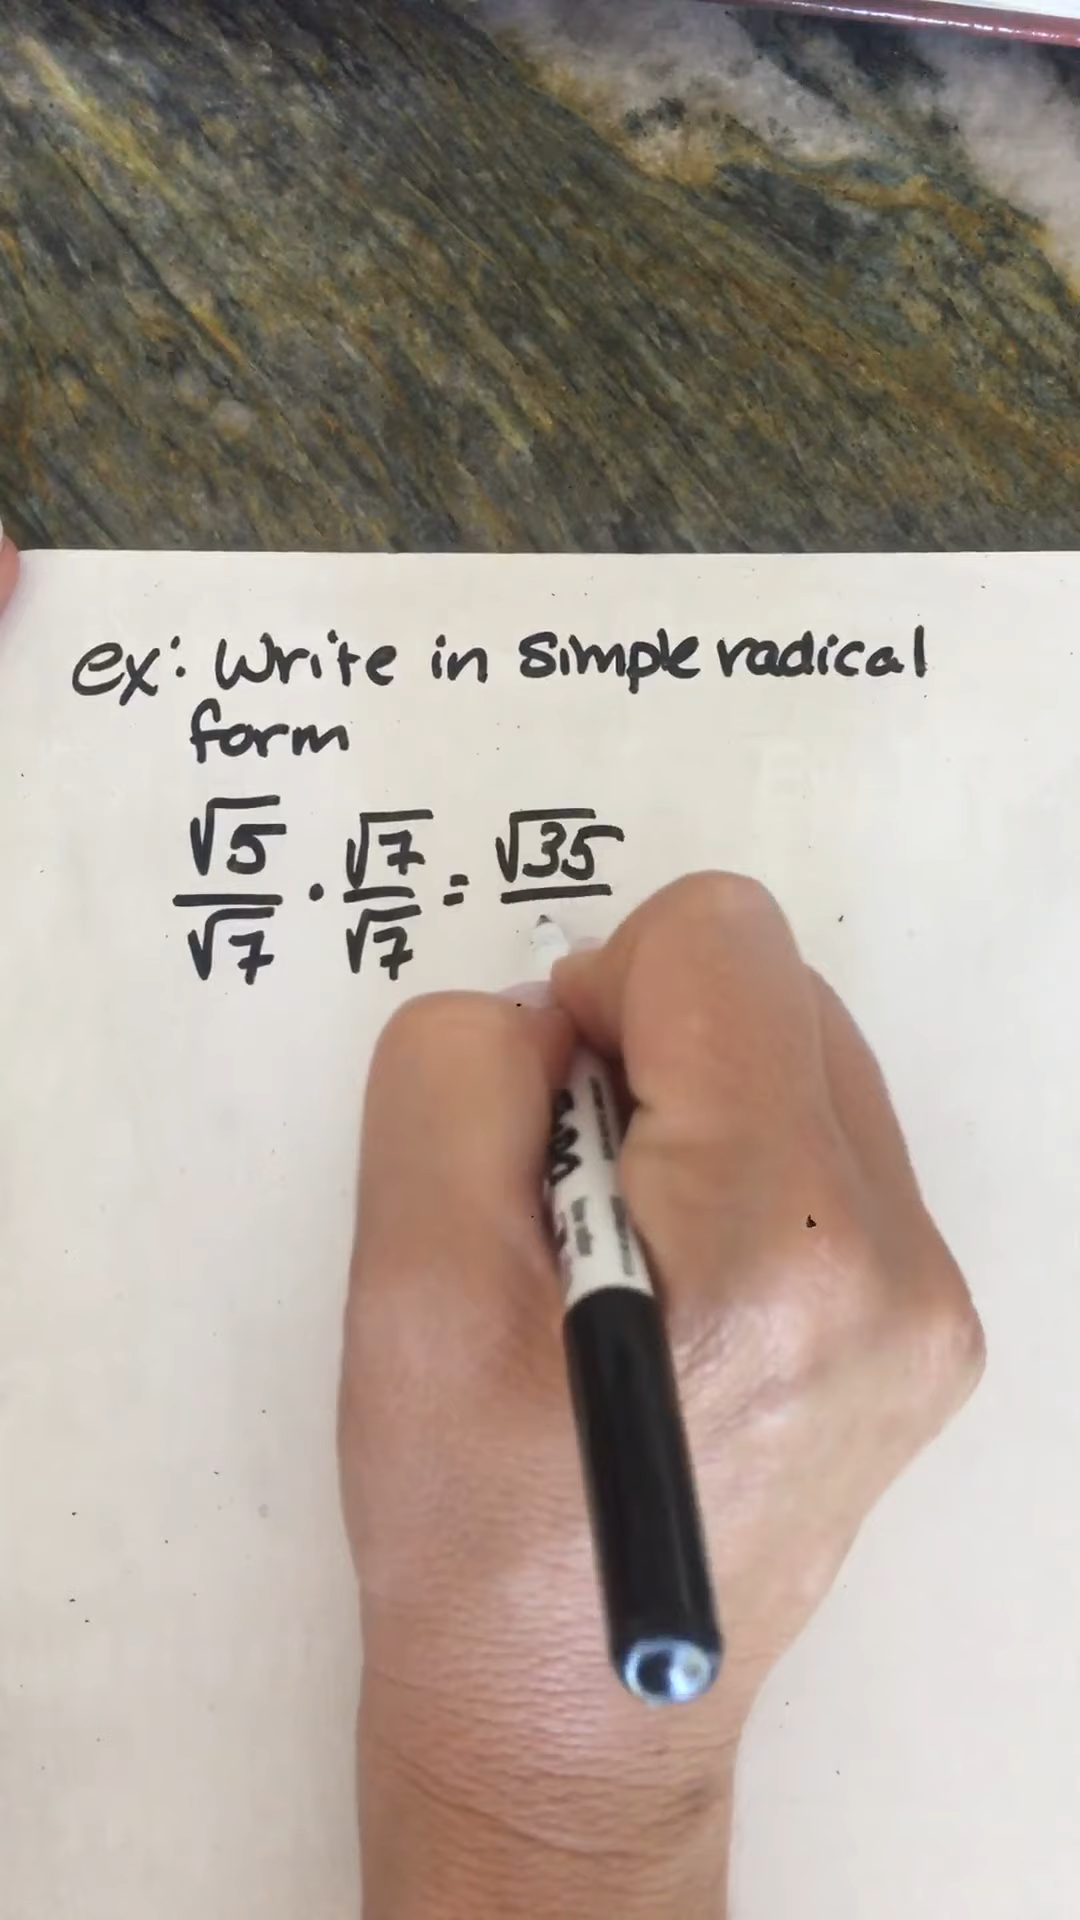 ex: Write in simple radical
form
√5/√7 · √7/√7 = √35/